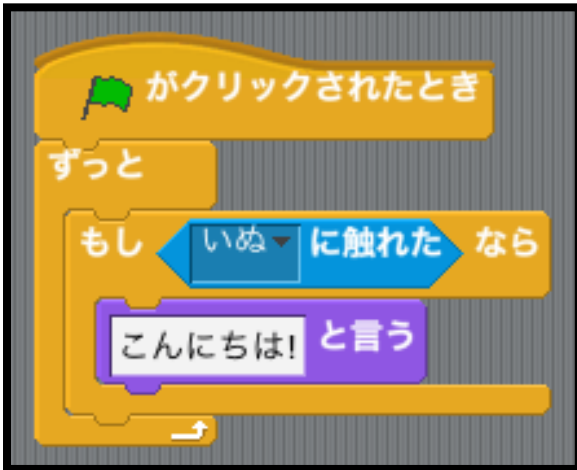 がクリックされたとき
ずっと
もし いぬ に触れた なら
こんにちは! と言う